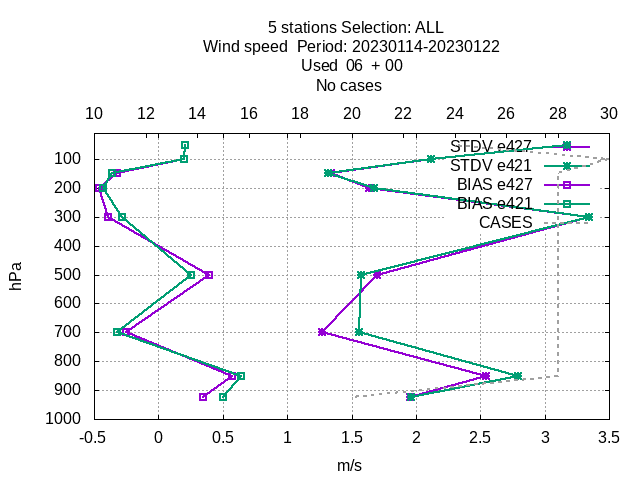 5 stations Selection: ALL
Wind speed  Period: 20230114-20230122
Used  06  + 00
No cases
10 12 14 16 18 20 22 24 26 28 30
STDV e427
STDV e421
BIAS e427
BIAS e421
CASES
100
200
300
400
500
600
700
800
900
1000
hPa
-0.5 0 0.5 1 1.5 2 2.5 3 3.5
m/s